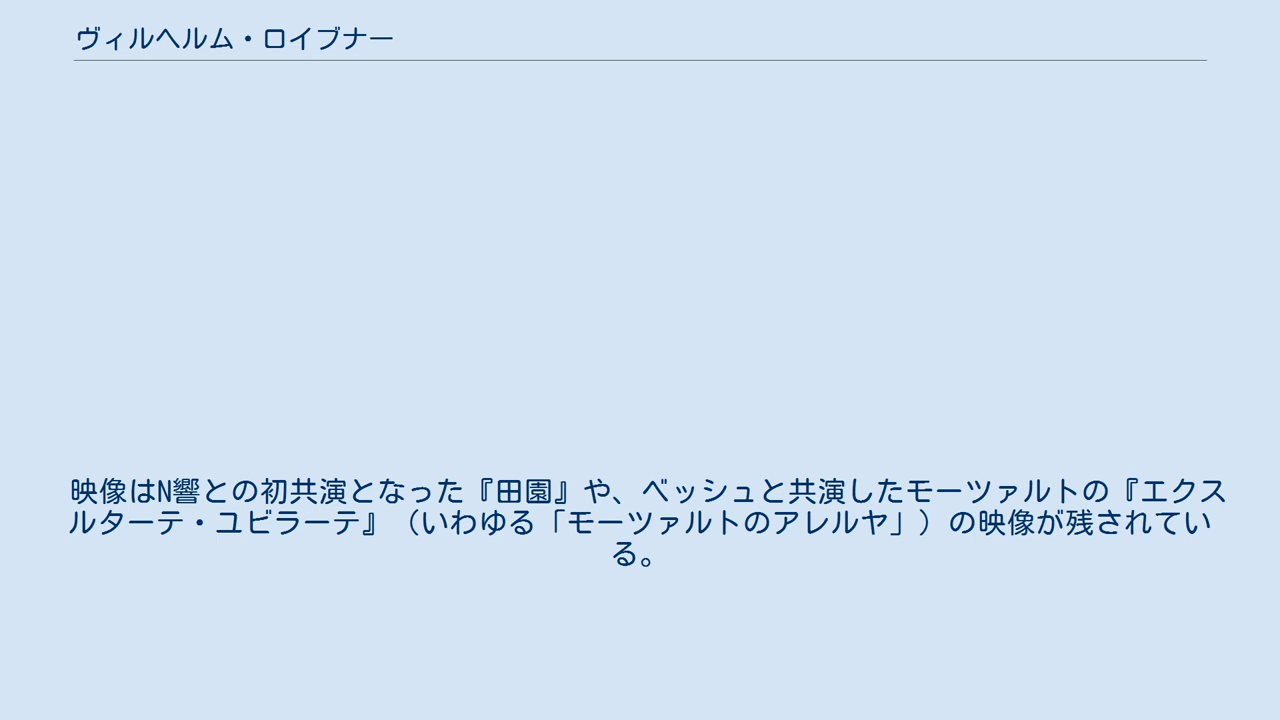 ヴィルヘルム・ロイブナー
映像はN響との初共演となった『田園』や、ベッシュと共演したモーツァルトの『エクス
ルターテ・ユビラーテ』（いわゆる「モーツァルトのアレルヤ」）の映像が残されてい
る。